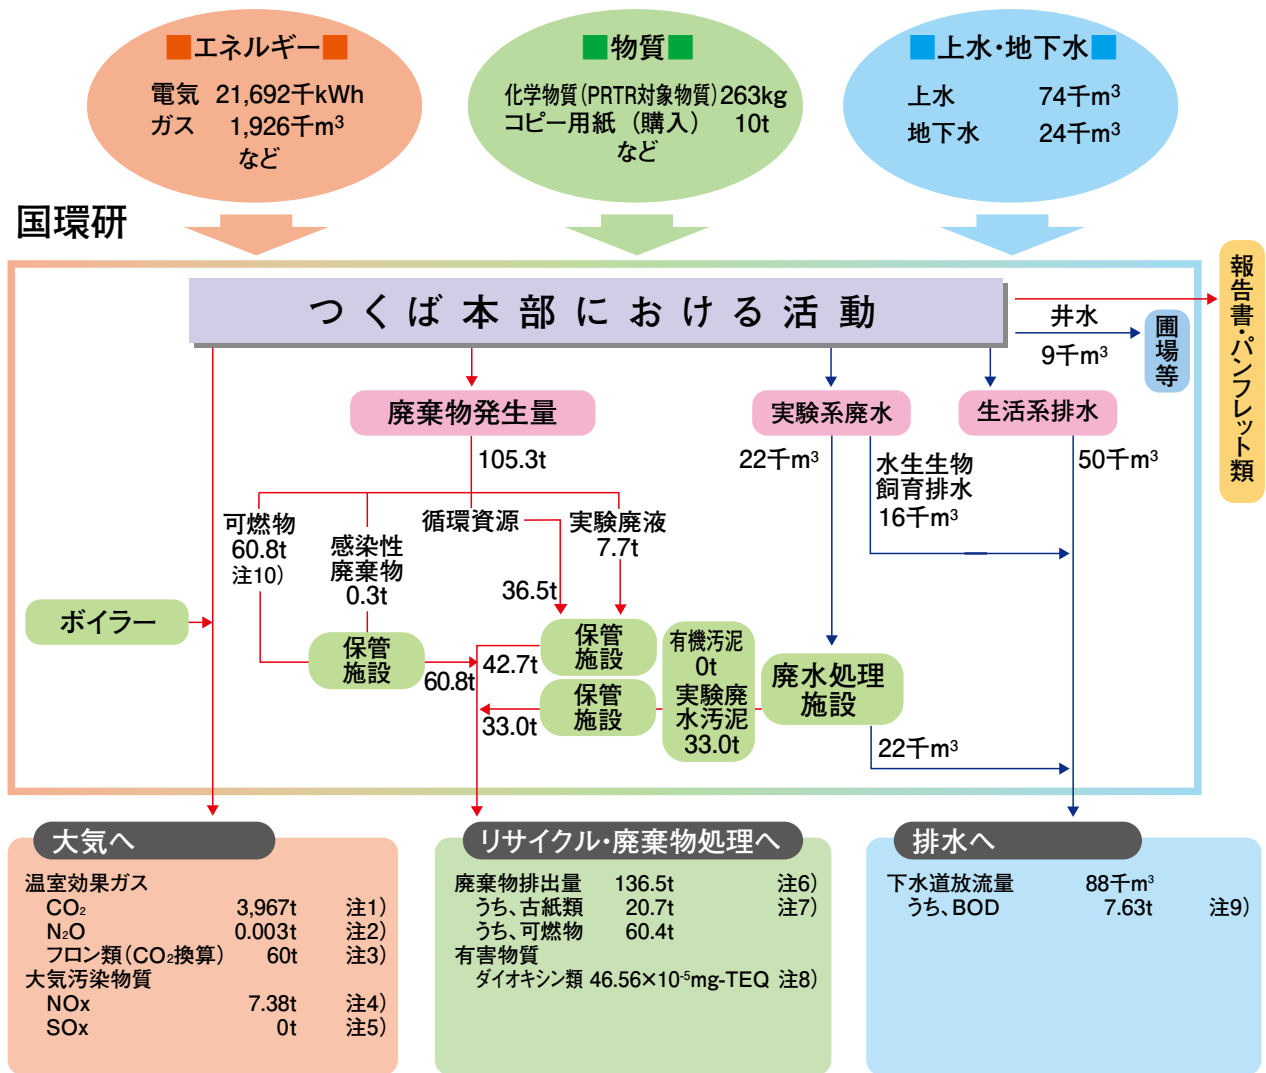 ■エネルギー■
電気 21,692千kWh
ガス 1,926千m³
など
■物質■
化学物質(PRTR対象物質)263kg
コピー用紙（購入） 10t
など
■上水・地下水■
上水 74千m³
地下水 24千m³
国環研
つくば本部における活動
井水
9千m³
圃場等
報告書・パンフレット類
廃棄物発生量
105.3t
実験系廃水
22千m³
水生生物
飼育排水
16千m³
生活系排水
50千m³
可燃物
60.8t
注10）
感染性
廃棄物
0.3t
循環資源
36.5t
実験廃液
7.7t
ボイラー
保管
施設
60.8t
保管
施設
42.7t
保管
施設
33.0t
有機汚泥
0t
実験廃
水汚泥
33.0t
廃水処理
施設
22千m³
大気へ
温室効果ガス
CO₂ 3,967t 注1）
N₂O 0.003t 注2）
フロン類（CO₂換算） 60t 注3）
大気汚染物質
NOx 7.38t 注4）
SOx 0t 注5）
リサイクル・廃棄物処理へ
廃棄物排出量 136.5t 注6）
うち、古紙類 20.7t 注7）
うち、可燃物 60.4t
有害物質
ダイオキシン類 46.56×10⁻⁵mg-TEQ 注8）
排水へ
下水道放流量 88千m³
うち、BOD 7.63t 注9）